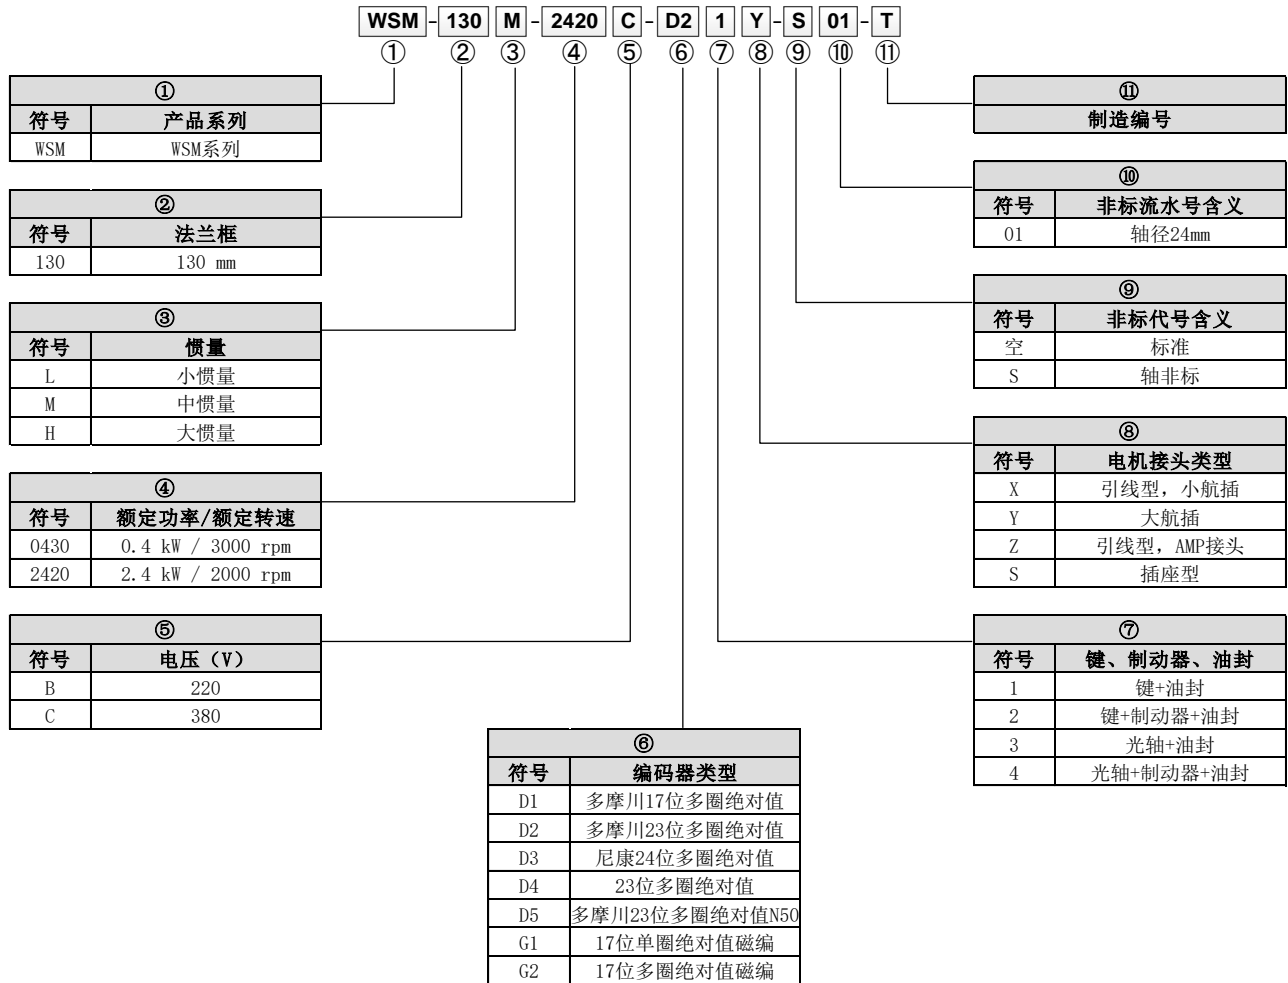 WSM-130 M-2420 C-D2 1 Y-S 01-T
① ② ③ ④ ⑤ ⑥ ⑦ ⑧ ⑨ ⑩ ⑪
①
符号 产品系列
WSM WSM系列
②
符号 法兰框
130 130 mm
③
符号 惯量
L 小惯量
M 中惯量
H 大惯量
④
符号 额定功率/额定转速
0430 0.4 kW / 3000 rpm
2420 2.4 kW / 2000 rpm
⑤
符号 电压（V）
B 220
C 380
⑥
符号 编码器类型
D1 多摩川17位多圈绝对值
D2 多摩川23位多圈绝对值
D3 尼康24位多圈绝对值
D4 23位多圈绝对值
D5 多摩川23位多圈绝对值N50
G1 17位单圈绝对值磁编
G2 17位多圈绝对值磁编
⑪
制造编号
⑩
符号 非标流水号含义
01 轴径24mm
⑨
符号 非标代号含义
空 标准
S 轴非标
⑧
符号 电机接头类型
X 引线型，小航插
Y 大航插
Z 引线型，AMP接头
S 插座型
⑦
符号 键、制动器、油封
1 键+油封
2 键+制动器+油封
3 光轴+油封
4 光轴+制动器+油封